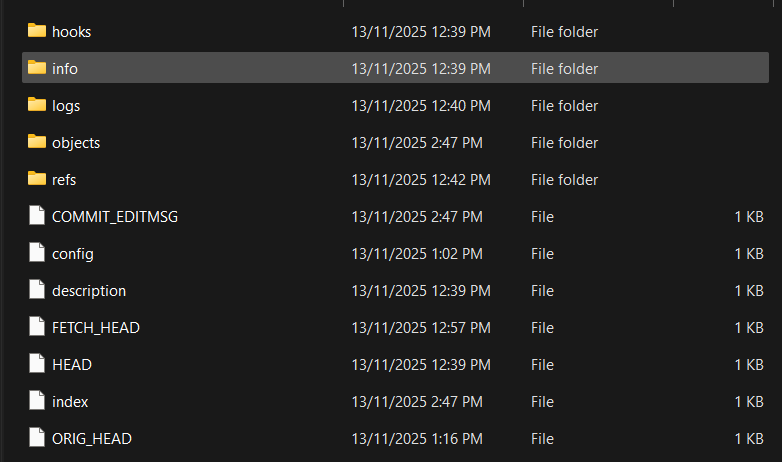 hooks 13/11/2025 12:39 PM File folder
info 13/11/2025 12:39 PM File folder
logs 13/11/2025 12:40 PM File folder
objects 13/11/2025 2:47 PM File folder
refs 13/11/2025 12:42 PM File folder
COMMIT_EDITMSG 13/11/2025 2:47 PM File 1 KB
config 13/11/2025 1:02 PM File 1 KB
description 13/11/2025 12:39 PM File 1 KB
FETCH_HEAD 13/11/2025 12:57 PM File 1 KB
HEAD 13/11/2025 12:39 PM File 1 KB
index 13/11/2025 2:47 PM File 1 KB
ORIG_HEAD 13/11/2025 1:16 PM File 1 KB